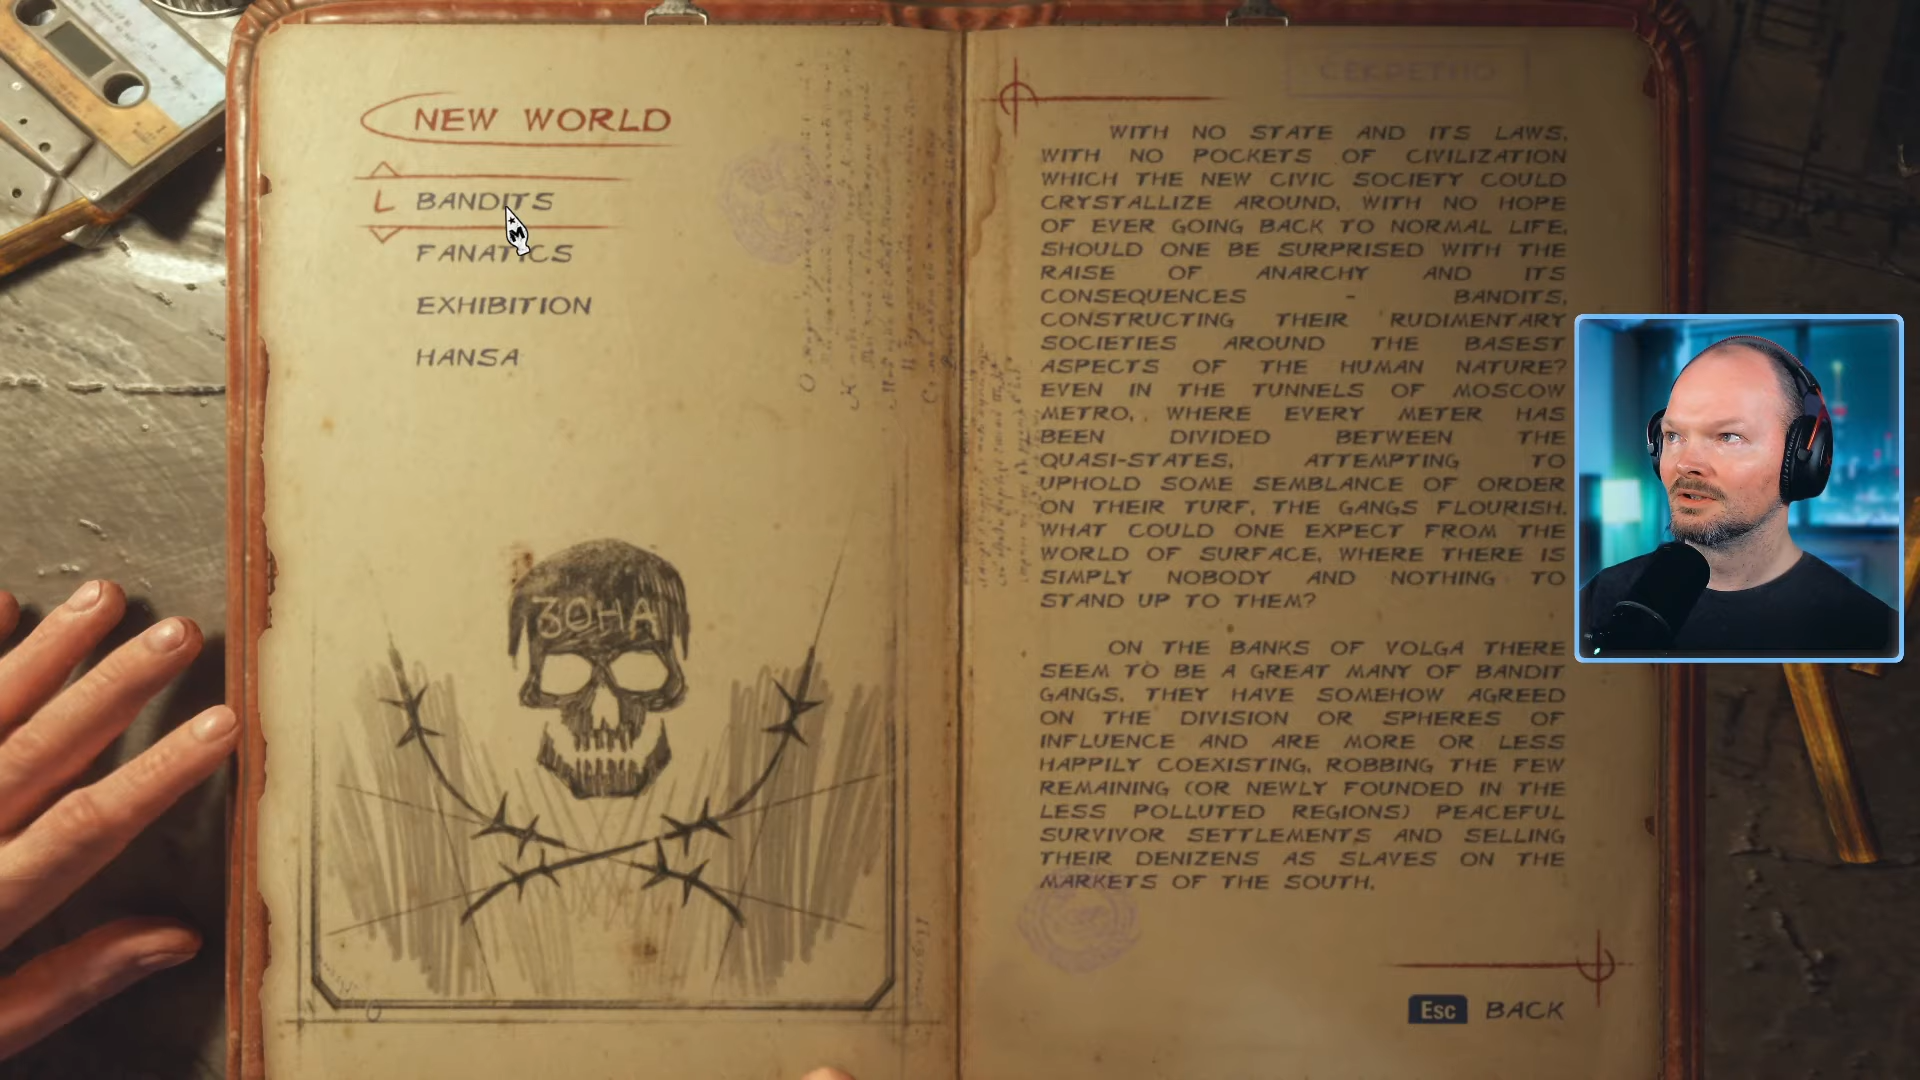 NEW WORLD
BANDITS
FANATICS
EXHIBITION
HANSA
ЗОНА
СЕКРЕТНО
WITH NO STATE AND ITS LAWS,
WITH NO POCKETS OF CIVILIZATION
WHICH THE NEW CIVIC SOCIETY COULD
CRYSTALLIZE AROUND, WITH NO HOPE
OF EVER GOING BACK TO NORMAL LIFE,
SHOULD ONE BE SURPRISED WITH THE
RAISE OF ANARCHY AND ITS
CONSEQUENCES - BANDITS,
CONSTRUCTING THEIR RUDIMENTARY
SOCIETIES AROUND THE BASEST
ASPECTS OF THE HUMAN NATURE?
EVEN IN THE TUNNELS OF MOSCOW
METRO, WHERE EVERY METER HAS
BEEN DIVIDED BETWEEN THE
QUASI-STATES, ATTEMPTING TO
UPHOLD SOME SEMBLANCE OF ORDER
ON THEIR TURF, THE GANGS FLOURISH.
WHAT COULD ONE EXPECT FROM THE
WORLD OF SURFACE, WHERE THERE IS
SIMPLY NOBODY AND NOTHING TO
STAND UP TO THEM?
ON THE BANKS OF VOLGA THERE
SEEM TO BE A GREAT MANY OF BANDIT
GANGS, THEY HAVE SOMEHOW AGREED
ON THE DIVISION OR SPHERES OF
INFLUENCE AND ARE MORE OR LESS
HAPPILY COEXISTING, ROBBING THE FEW
REMAINING (OR NEWLY FOUNDED IN THE
LESS POLLUTED REGIONS) PEACEFUL
SURVIVOR SETTLEMENTS AND SELLING
THEIR DENIZENS AS SLAVES ON THE
MARKETS OF THE SOUTH.
Esc BACK